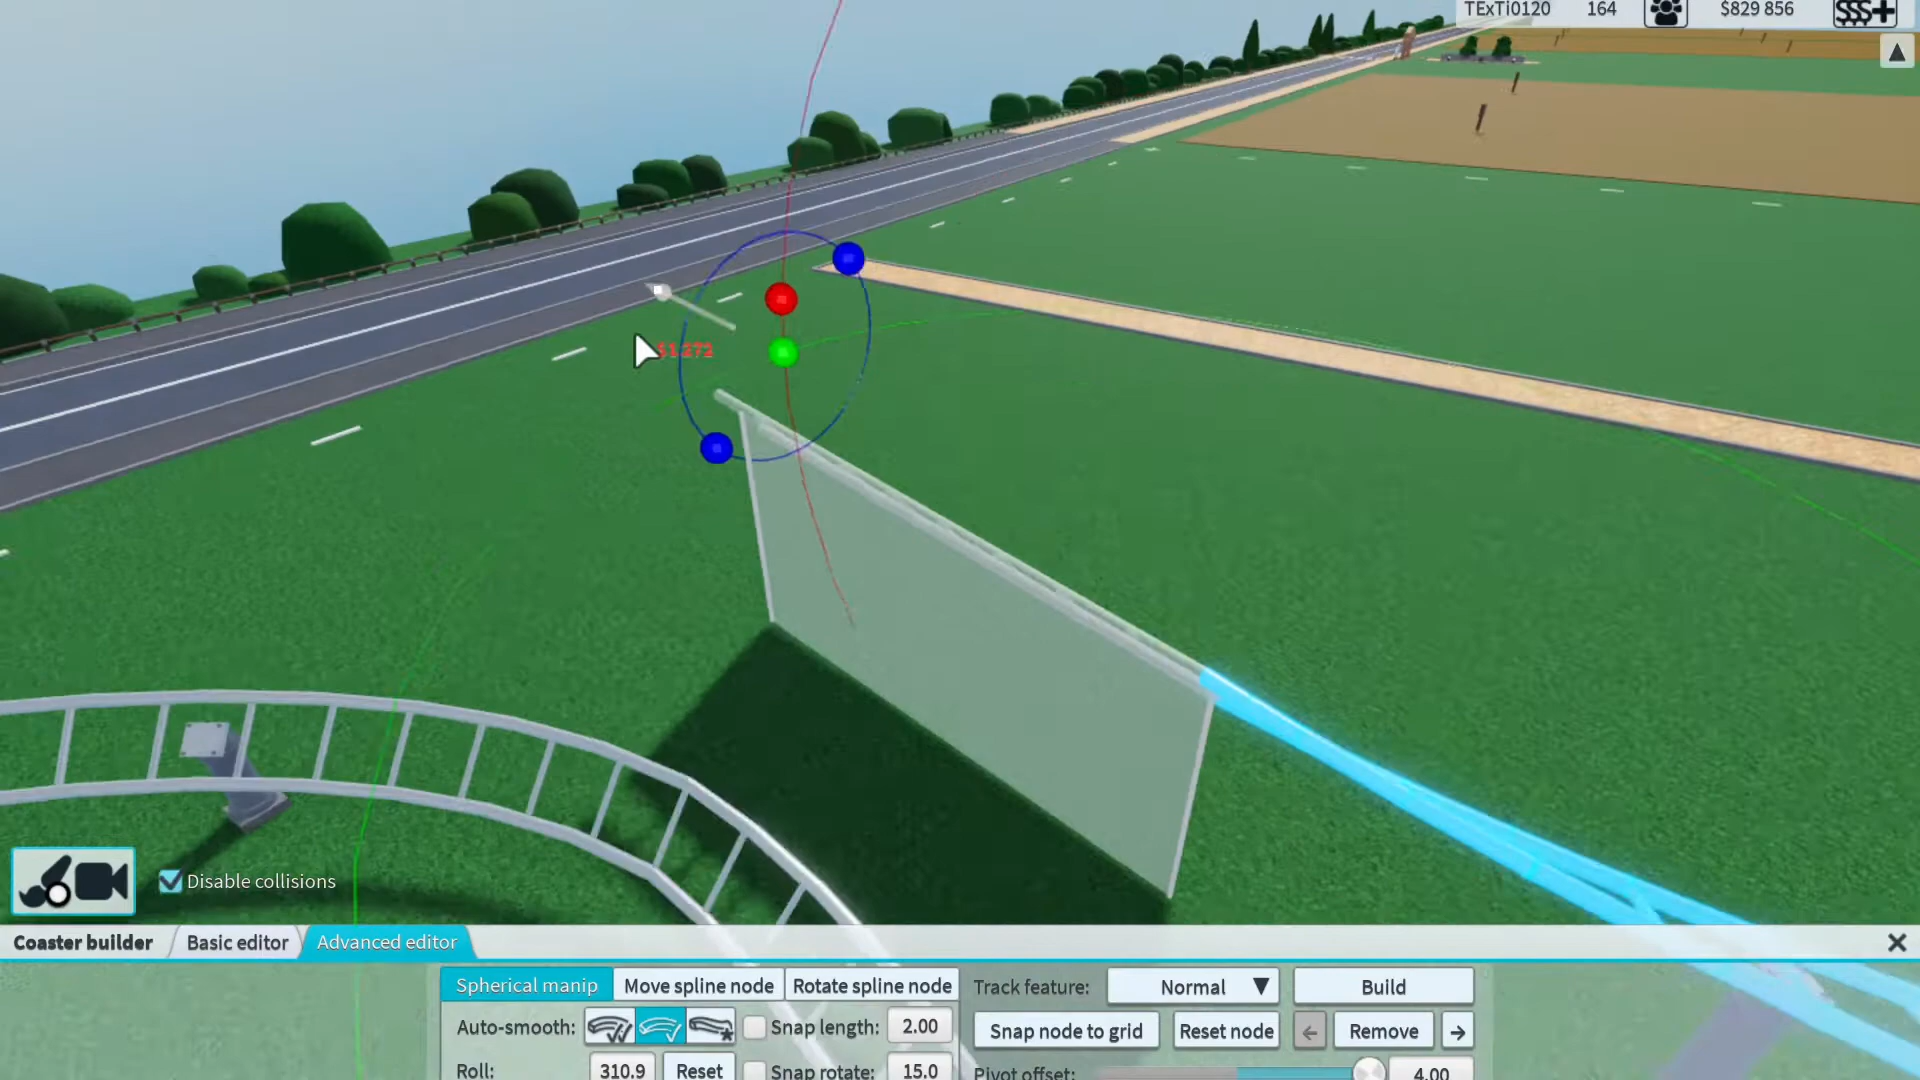 TExTi0120 164 $829 856 $$$+
$1 272
Disable collisions
Coaster builder Basic editor Advanced editor
Spherical manip Move spline node Rotate spline node Track feature: Normal Build
Auto-smooth: Snap length: 2.00 Snap node to grid Reset node Remove
Roll: 310.9 Reset Snap rotate: 15.0 Pivot offset: 4.00